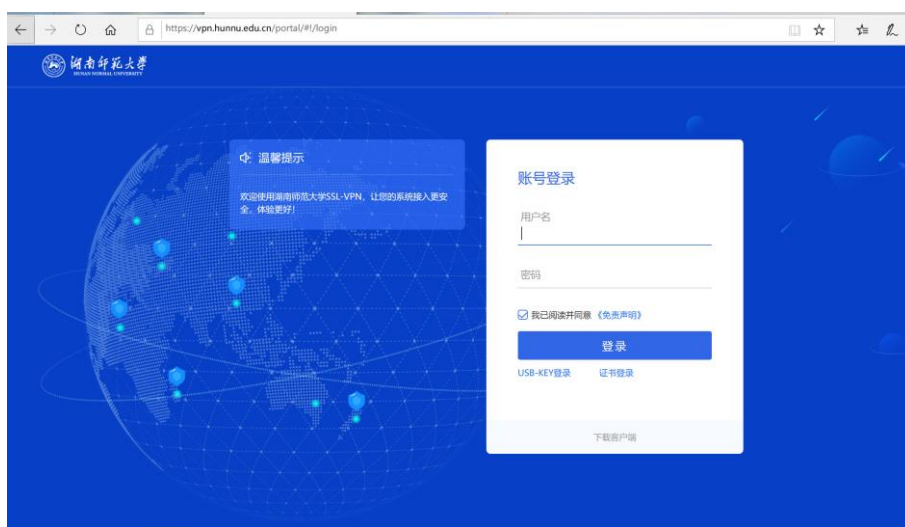 https://vpn.hunnu.edu.cn/portal/#!/login
湖南师范大学
HUNAN NORMAL UNIVERSITY
温馨提示
欢迎使用湖南师范大学SSL-VPN，让您的系统接入更安
全，体验更好！
账号登录
用户名
密码
我已阅读并同意《免责声明》
登录
USB-KEY登录 证书登录
下载客户端